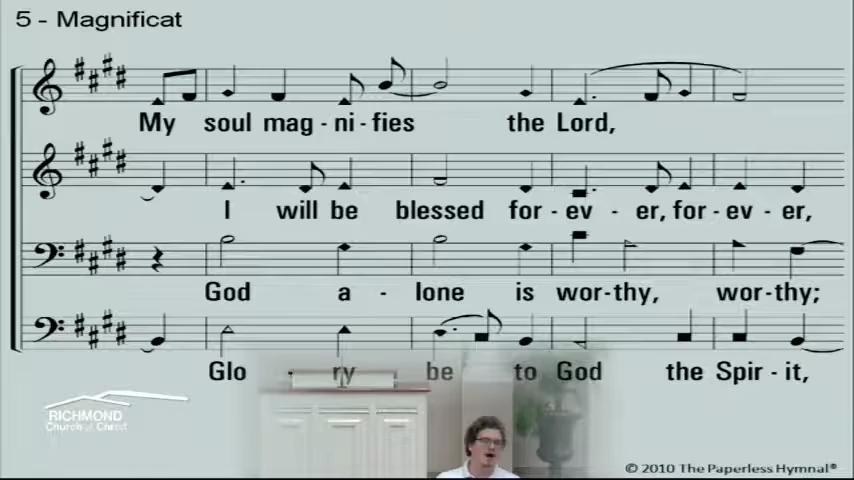 5 - Magnificat
My soul mag - ni - fies the Lord,
I will be blessed for - ev - er, for - ev - er,
God a - lone is wor - thy, wor - thy;
Glo - ry be to God the Spir - it,
RICHMOND
Church of Christ
© 2010 The Paperless Hymnal®